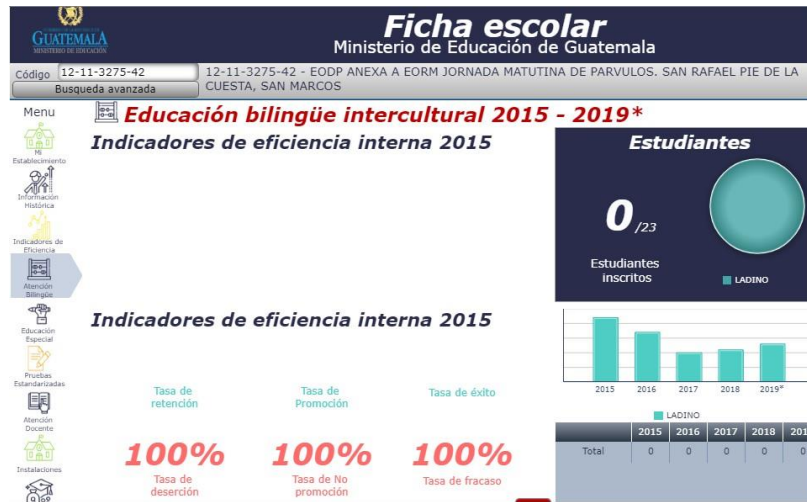 GUATEMALA
MINISTERIO DE EDUCACIÓN
Ficha escolar
Ministerio de Educación de Guatemala
Código 12-11-3275-42
Busqueda avanzada
12-11-3275-42 - EODP ANEXA A EORM JORNADA MATUTINA DE PARVULOS. SAN RAFAEL PIE DE LA
CUESTA, SAN MARCOS
Menu
Mi
Establecimiento
Información
Histórica
Indicadores de
Eficiencia
Atención
Bilingüe
Educación
Especial
Pruebas
Estandarizadas
Atención
Docente
Instalaciones
Educación bilingüe intercultural 2015 - 2019*
Indicadores de eficiencia interna 2015
Indicadores de eficiencia interna 2015
Tasa de
retención
Tasa de
Promoción
Tasa de éxito
100% 100% 100%
Tasa de
deserción
Tasa de No
promoción
Tasa de fracaso
Estudiantes
0 /23
Estudiantes
inscritos
LADINO
2015 2016 2017 2018 2019*
LADINO
2015 2016 2017 2018 201
Total 0 0 0 0 0